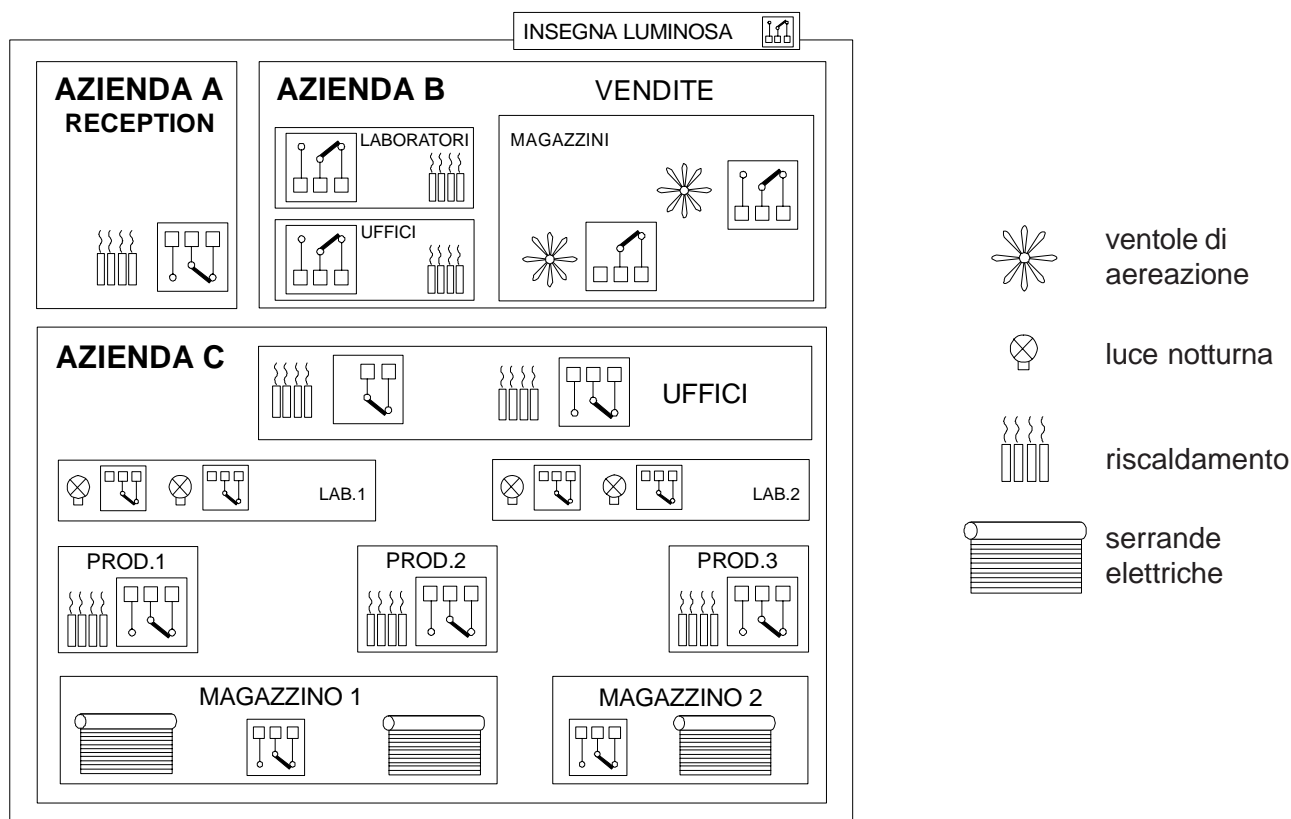 INSEGNA LUMINOSA
AZIENDA A
RECEPTION
AZIENDA B
VENDITE
LABORATORI
MAGAZZINI
UFFICI
AZIENDA C
UFFICI
LAB.1
LAB.2
PROD.1
PROD.2
PROD.3
MAGAZZINO 1
MAGAZZINO 2
ventole di
aereazione
luce notturna
riscaldamento
serrande
elettriche